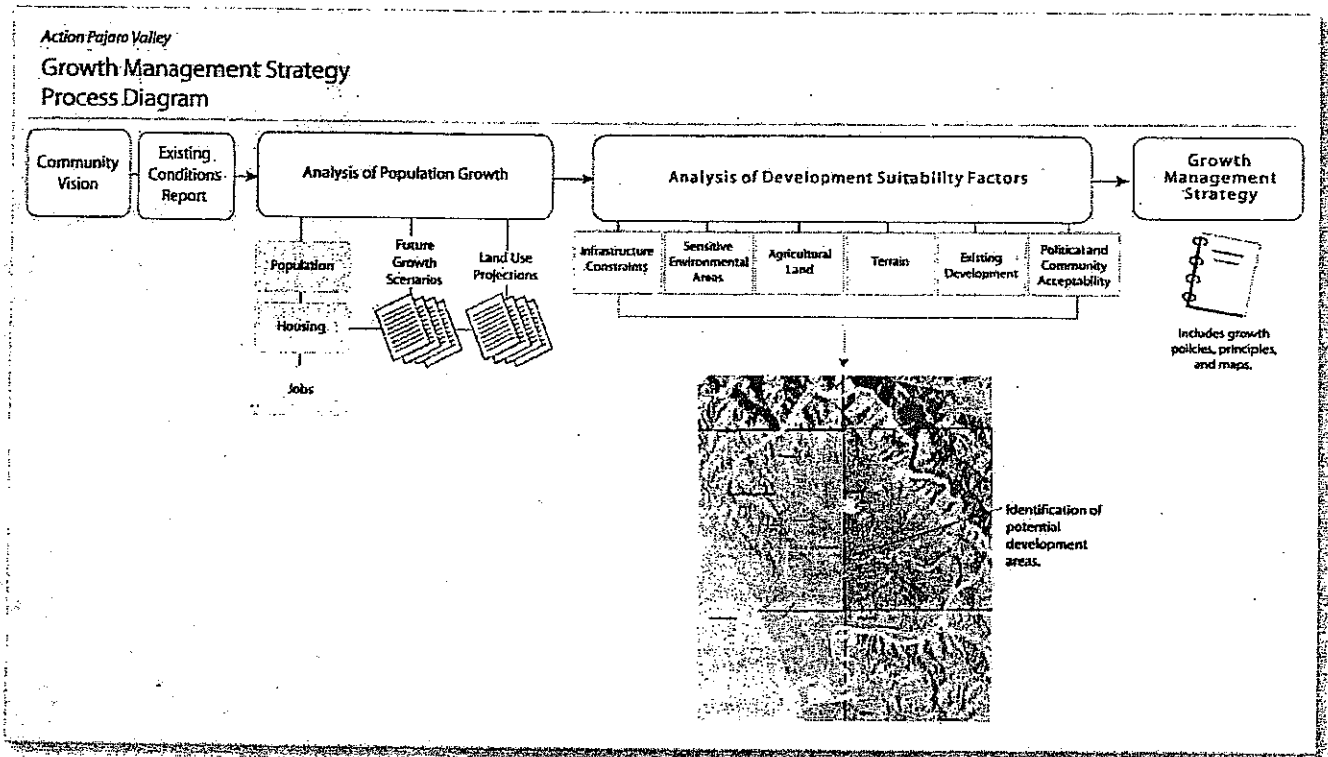 Action Pajaro Valley
Growth Management Strategy
Process Diagram
Community
Vision
Existing
Conditions
Report
Analysis of Population Growth
Analysis of Development Suitability Factors
Growth
Management
Strategy
Population
Housing
Jobs
Future
Growth
Scenarios
Land Use
Projections
Infrastructure
Constraints
Sensitive
Environmental
Areas
Agricultural
Land
Terrain
Existing
Development
Political and
Community
Acceptability
Includes growth
policies, principles,
and maps.
Identification of
potential
development
areas.